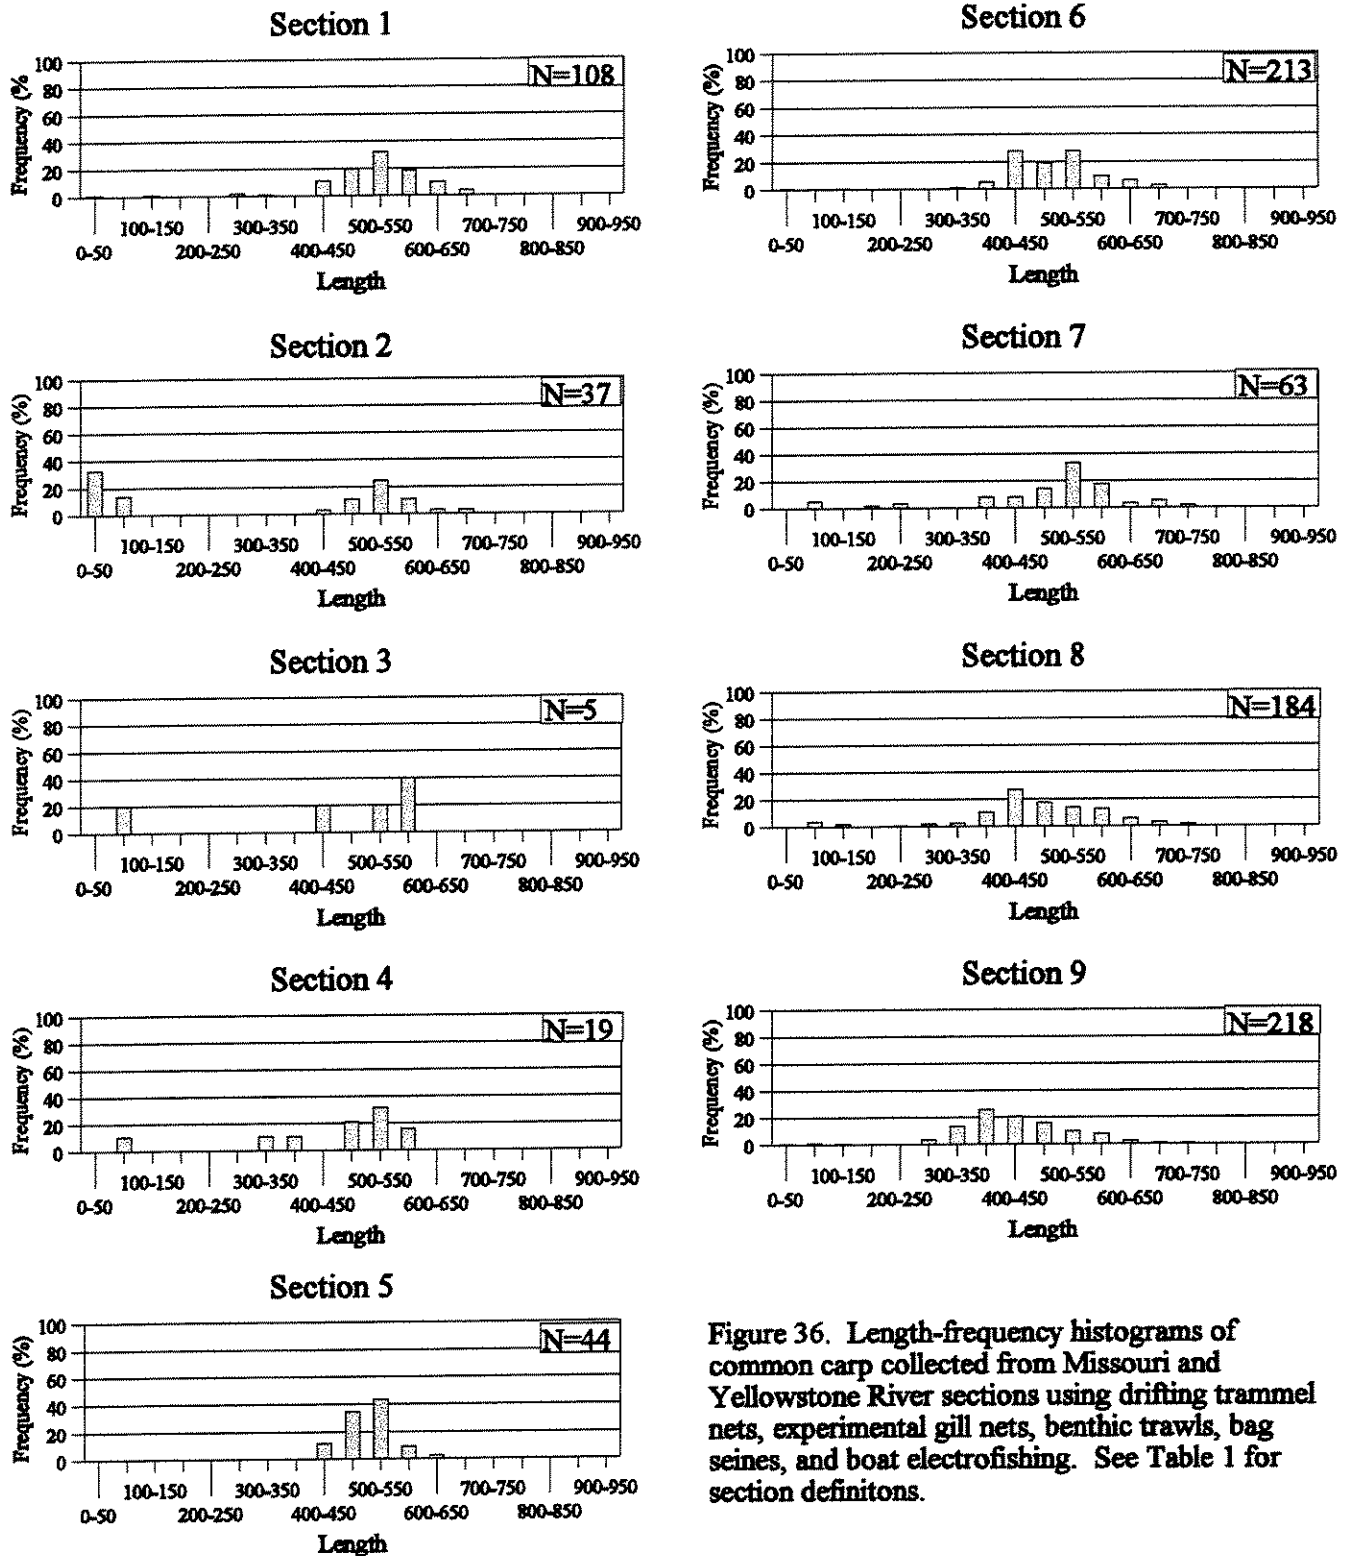 Section 1
N=108
Frequency (%
100
80
60
40
20
0
100-150 300-350 500-550 700-750 900-950
0-50 200-250 400-450 600-650 800-850
Length
Section 2
N=37
Frequency (%)
100
80
60
40
20
0
100-150 300-350 500-550 700-750 900-950
0-50 200-250 400-450 600-650 800-850
Length
Section 3
N=5
Frequency (%)
100
80
60
40
20
0
100-150 300-350 500-550 700-750 900-950
0-50 200-250 400-450 600-650 800-850
Length
Section 4
N=19
Frequency (%)
100
80
60
40
20
0
100-150 300-350 500-550 700-750 900-950
0-50 200-250 400-450 600-650 800-850
Length
Section 5
N=44
Frequency (%)
100
80
60
40
20
0
100-150 300-350 500-550 700-750 900-950
0-50 200-250 400-450 600-650 800-850
Length
Section 6
N=213
Frequency (%)
100
80
60
40
20
0
100-150 300-350 500-550 700-750 900-950
0-50 200-250 400-450 600-650 800-850
Length
Section 7
N=63
Frequency (%)
100
80
60
40
20
0
100-150 300-350 500-550 700-750 900-950
0-50 200-250 400-450 600-650 800-850
Length
Section 8
N=184
Frequency (%)
100
80
60
40
20
0
100-150 300-350 500-550 700-750 900-950
0-50 200-250 400-450 600-650 800-850
Length
Section 9
N=218
Frequency (%)
100
80
60
40
20
0
100-150 300-350 500-550 700-750 900-950
0-50 200-250 400-450 600-650 800-850
Length
Figure 36. Length-frequency histograms of
common carp collected from Missouri and
Yellowstone River sections using drifting trammel
nets, experimental gill nets, benthic trawls, bag
seines, and boat electrofishing. See Table 1 for
section definitons.